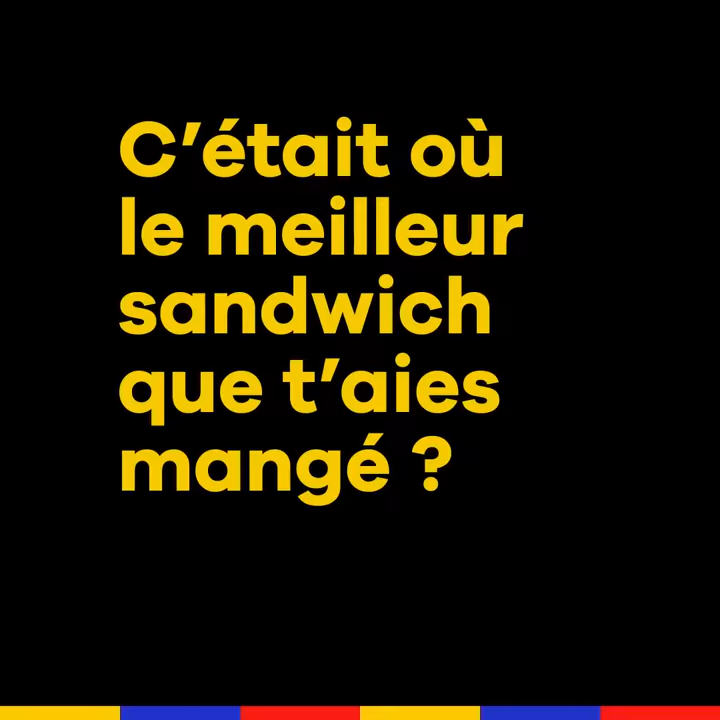 C’était où
le meilleur
sandwich
que t’aies
mangé ?